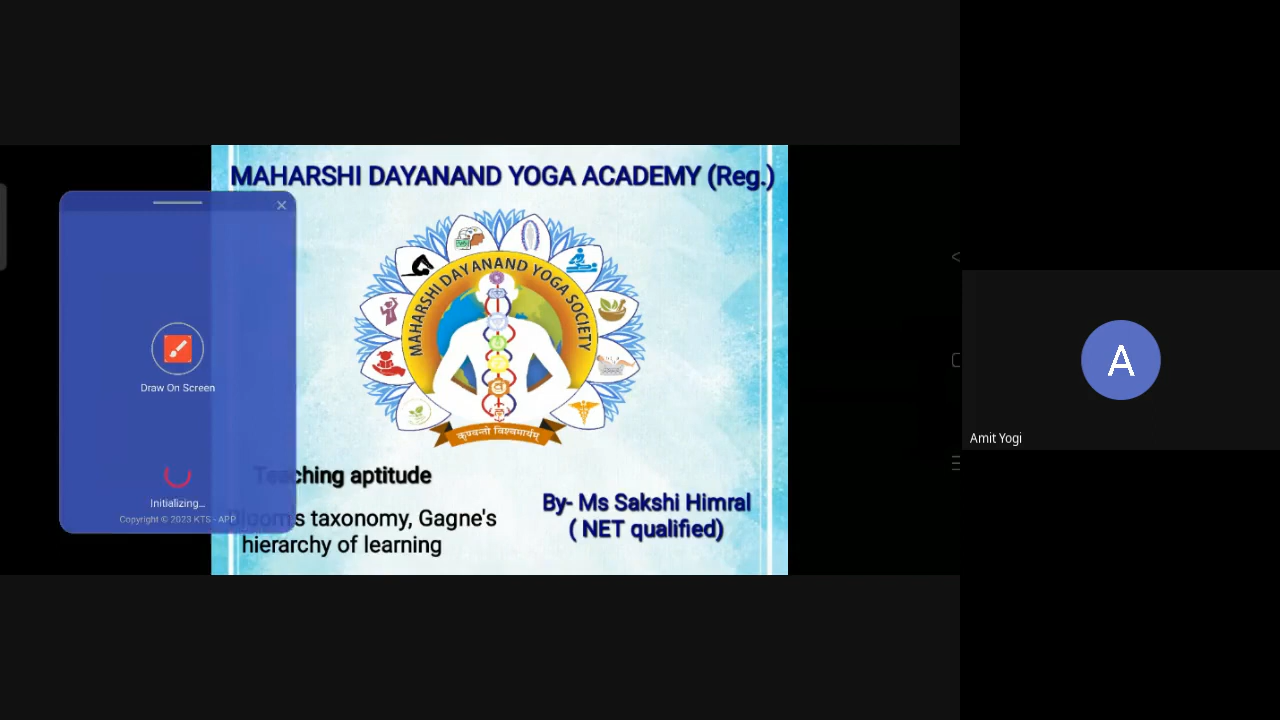 MAHARSHI DAYANAND YOGA ACADEMY (Reg.)
MAHARSHI DAYANAND YOGA SOCIETY
कृण्वन्तो विश्वमार्यम्
Draw On Screen
Initializing...
Copyright © 2023 KTS - APP
Teaching aptitude
Bloom's taxonomy, Gagne's
hierarchy of learning
By- Ms Sakshi Himral
( NET qualified)
A
Amit Yogi